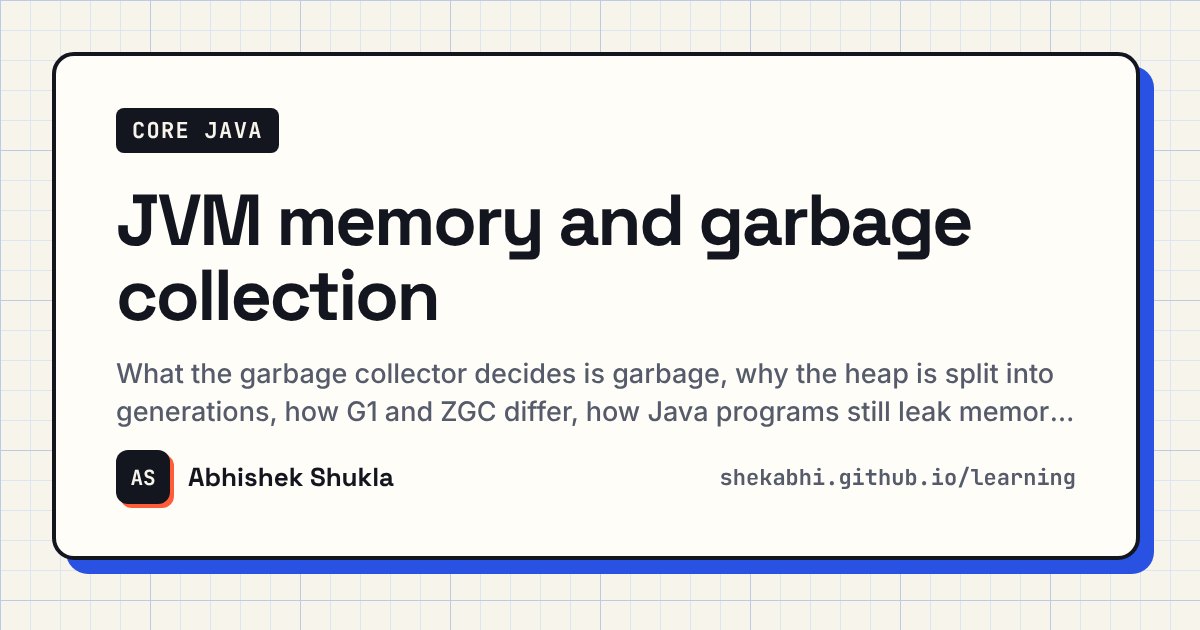 CORE JAVA
JVM memory and garbage
collection
What the garbage collector decides is garbage, why the heap is split into
generations, how G1 and ZGC differ, how Java programs still leak memor…
AS
Abhishek Shukla
shekabhi.github.io/learning